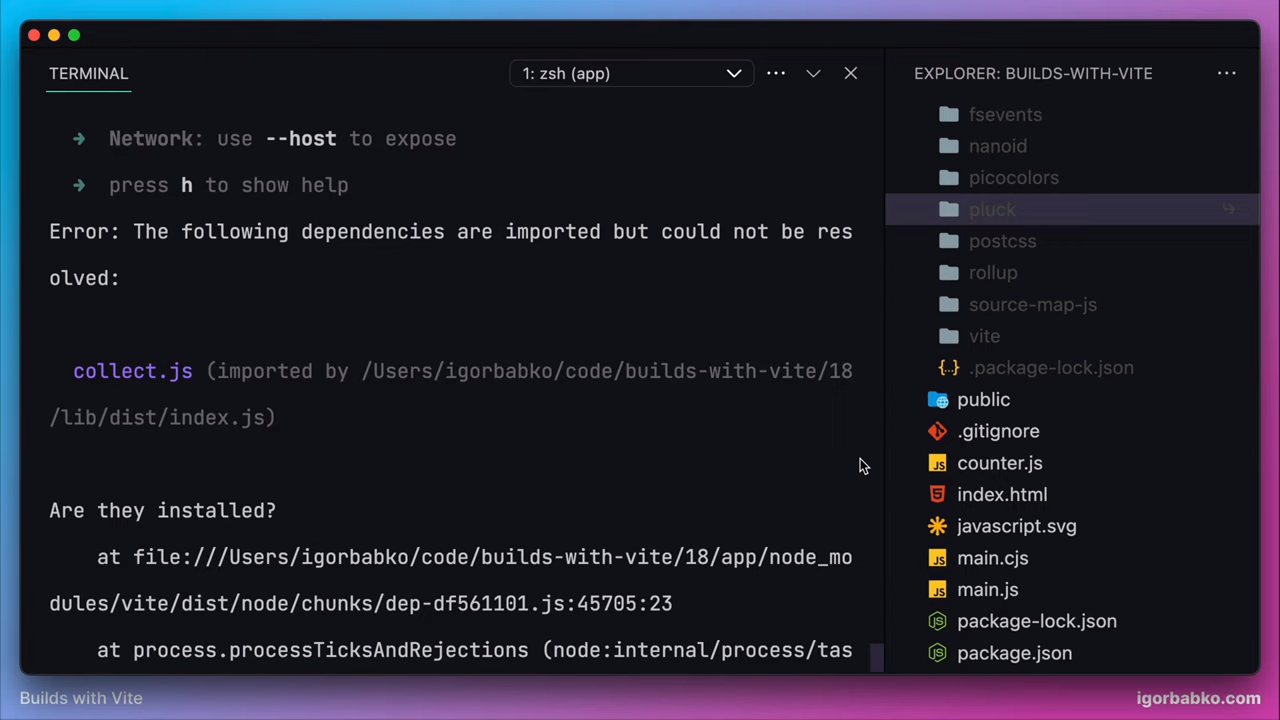 TERMINAL
1: zsh (app)
➜ Network: use --host to expose
➜ press h to show help
Error: The following dependencies are imported but could not be res
olved:
collect.js (imported by /Users/igorbabko/code/builds-with-vite/18
/lib/dist/index.js)
Are they installed?
at file:///Users/igorbabko/code/builds-with-vite/18/app/node_mo
dules/vite/dist/node/chunks/dep-df561101.js:45705:23
at process.processTicksAndRejections (node:internal/process/tas
EXPLORER: BUILDS-WITH-VITE
fsevents
nanoid
picocolors
pluck
postcss
rollup
source-map-js
vite
{..} .package-lock.json
public
.gitignore
JS counter.js
index.html
javascript.svg
JS main.cjs
JS main.js
package-lock.json
package.json
Builds with Vite
igorbabko.com